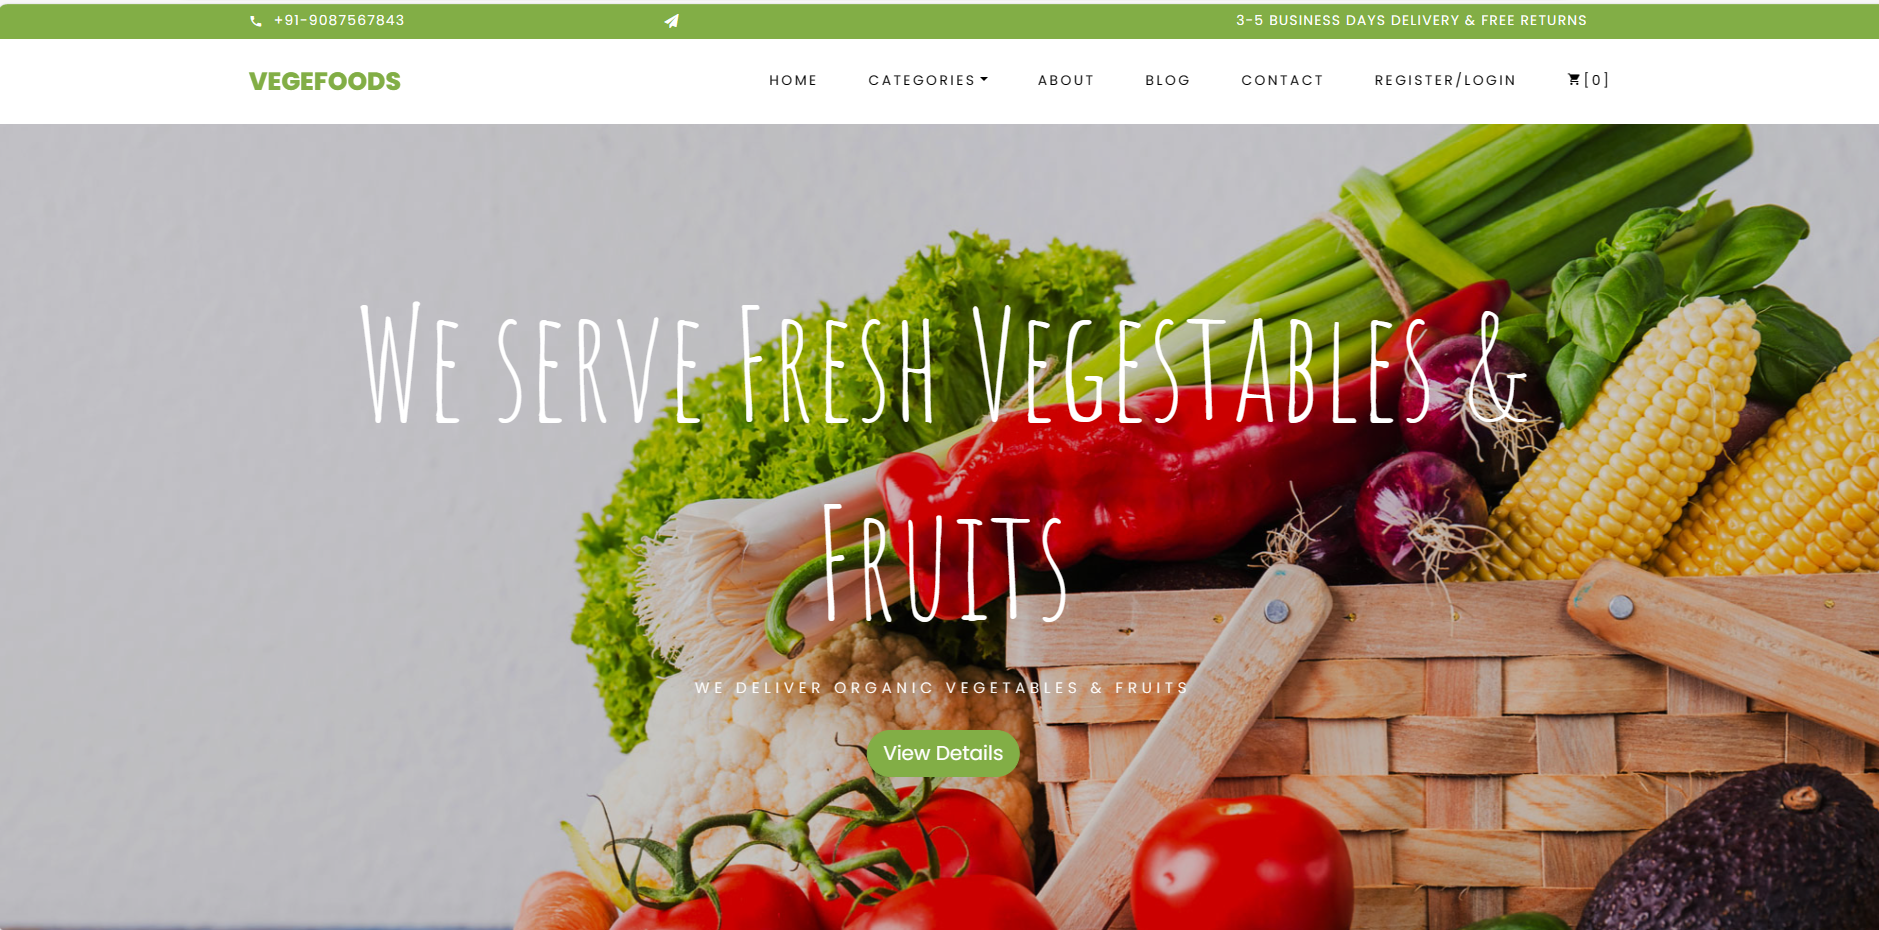 +91-9087567843
3-5 BUSINESS DAYS DELIVERY & FREE RETURNS
VEGEFOODS
HOME CATEGORIES ABOUT BLOG CONTACT REGISTER/LOGIN [0]
We serve Fresh Vegestables &
Fruits
WE DELIVER ORGANIC VEGETABLES & FRUITS
View Details